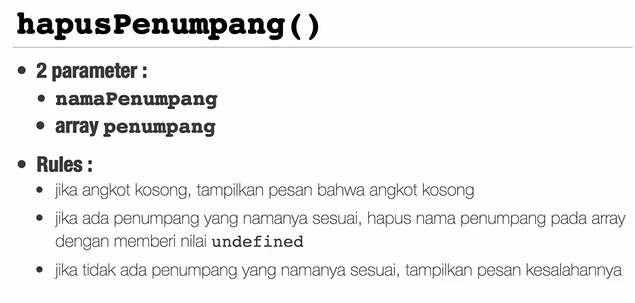 hapusPenumpang()
• 2 parameter :
• namaPenumpang
• array penumpang
• Rules :
• jika angkot kosong, tampilkan pesan bahwa angkot kosong
• jika ada penumpang yang namanya sesuai, hapus nama penumpang pada array
dengan memberi nilai undefined
• jika tidak ada penumpang yang namanya sesuai, tampilkan pesan kesalahannya